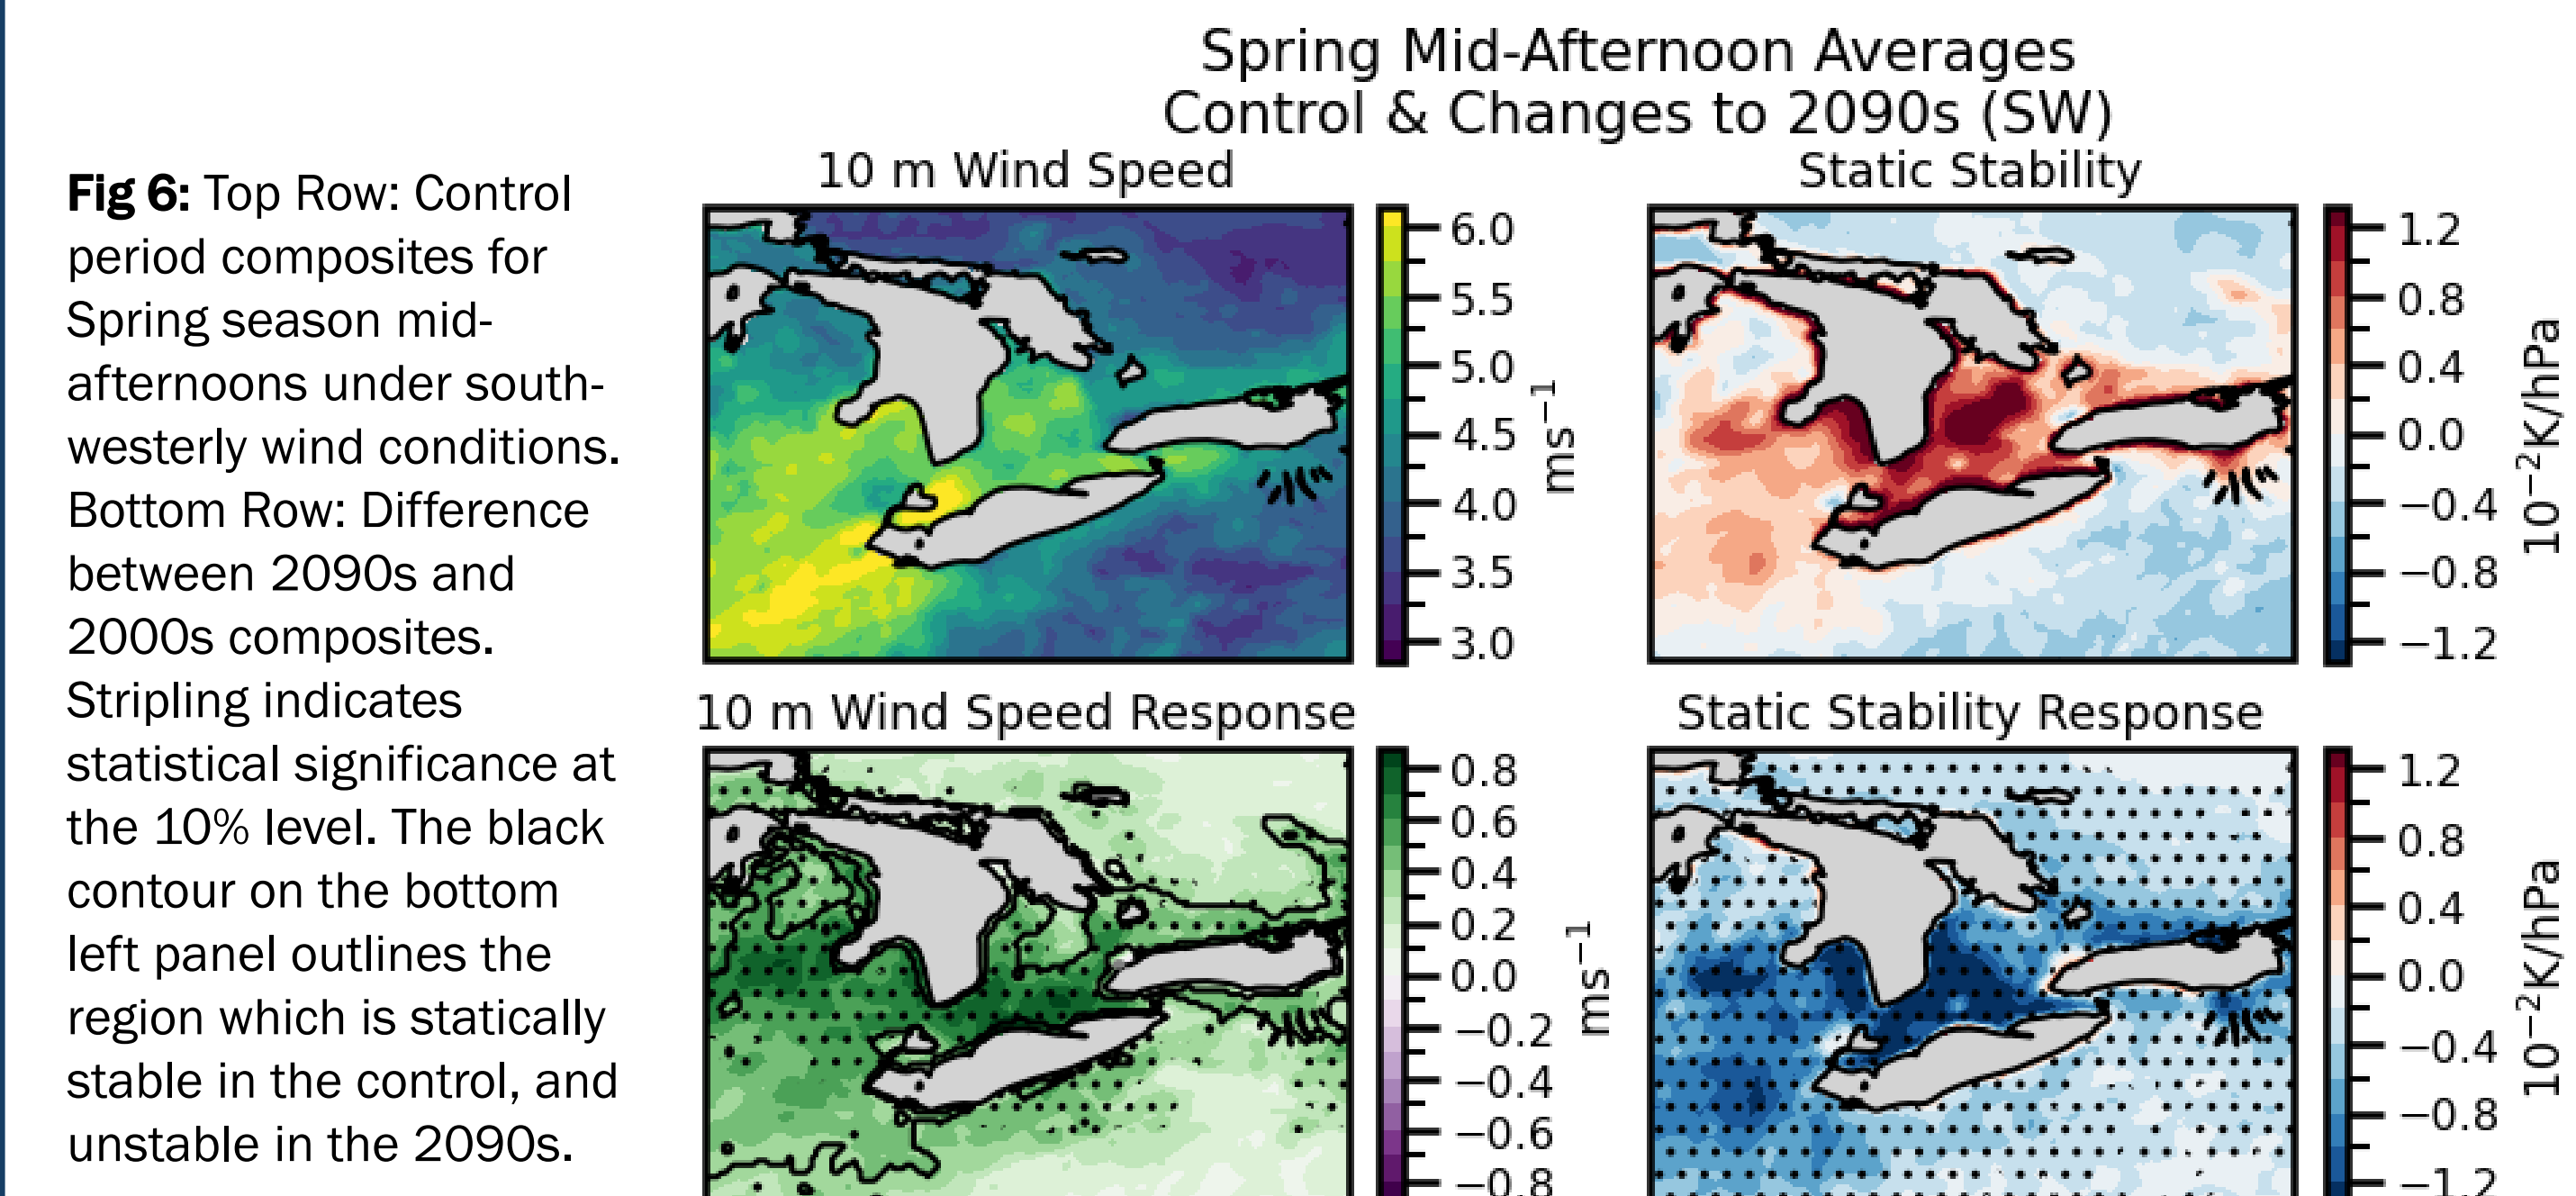 Spring Mid-Afternoon Averages
Control & Changes to 2090s (SW)
Fig 6: Top Row: Control
period composites for
Spring season mid-
afternoons under south-
westerly wind conditions.
Bottom Row: Difference
between 2090s and
2000s composites.
Stripling indicates
statistical significance at
the 10% level. The black
contour on the bottom
left panel outlines the
region which is statically
stable in the control, and
unstable in the 2090s.
10 m Wind Speed
6.0
5.5
5.0
4.5
4.0
3.5
3.0
ms⁻¹
Static Stability
1.2
0.8
0.4
0.0
−0.4
−0.8
−1.2
10⁻²K/hPa
10 m Wind Speed Response
0.8
0.6
0.4
0.2
0.0
−0.2
−0.4
−0.6
−0.8
ms⁻¹
Static Stability Response
1.2
0.8
0.4
0.0
−0.4
−0.8
−1.2
10⁻²K/hPa